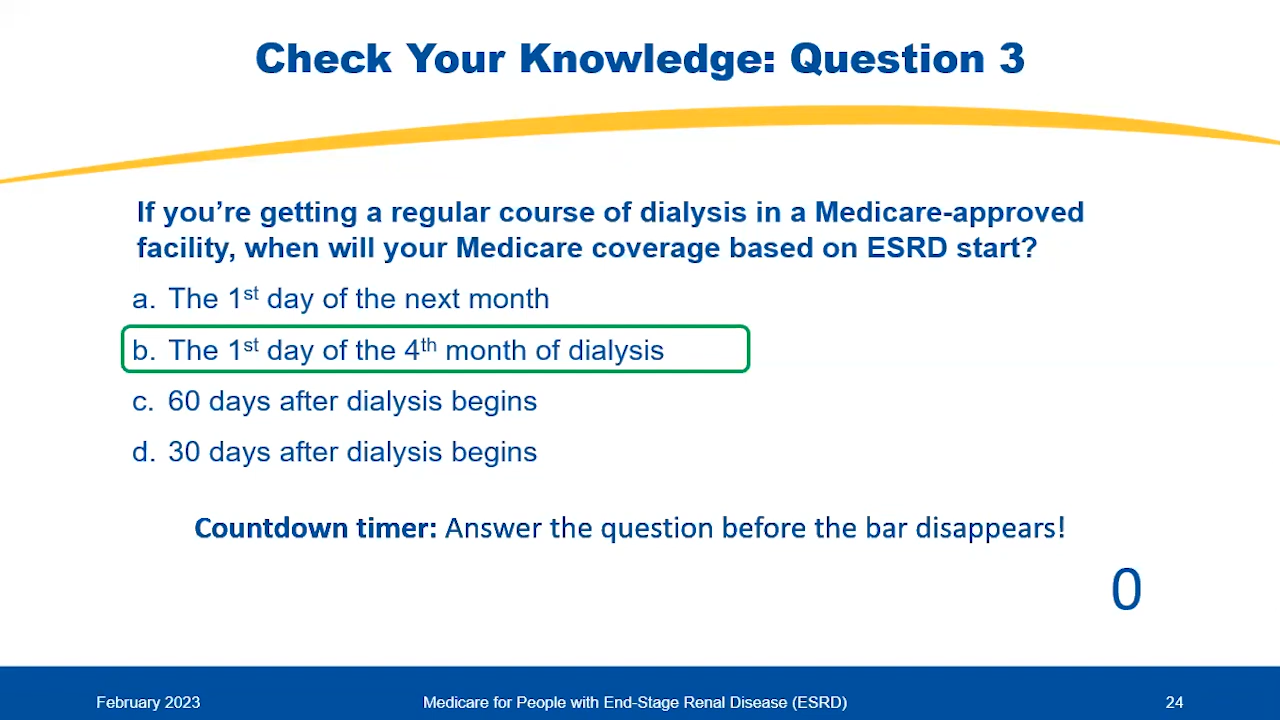 Check Your Knowledge: Question 3
If you’re getting a regular course of dialysis in a Medicare-approved
facility, when will your Medicare coverage based on ESRD start?
a. The 1st day of the next month
b. The 1st day of the 4th month of dialysis
c. 60 days after dialysis begins
d. 30 days after dialysis begins
Countdown timer: Answer the question before the bar disappears!
0
February 2023 Medicare for People with End-Stage Renal Disease (ESRD) 24